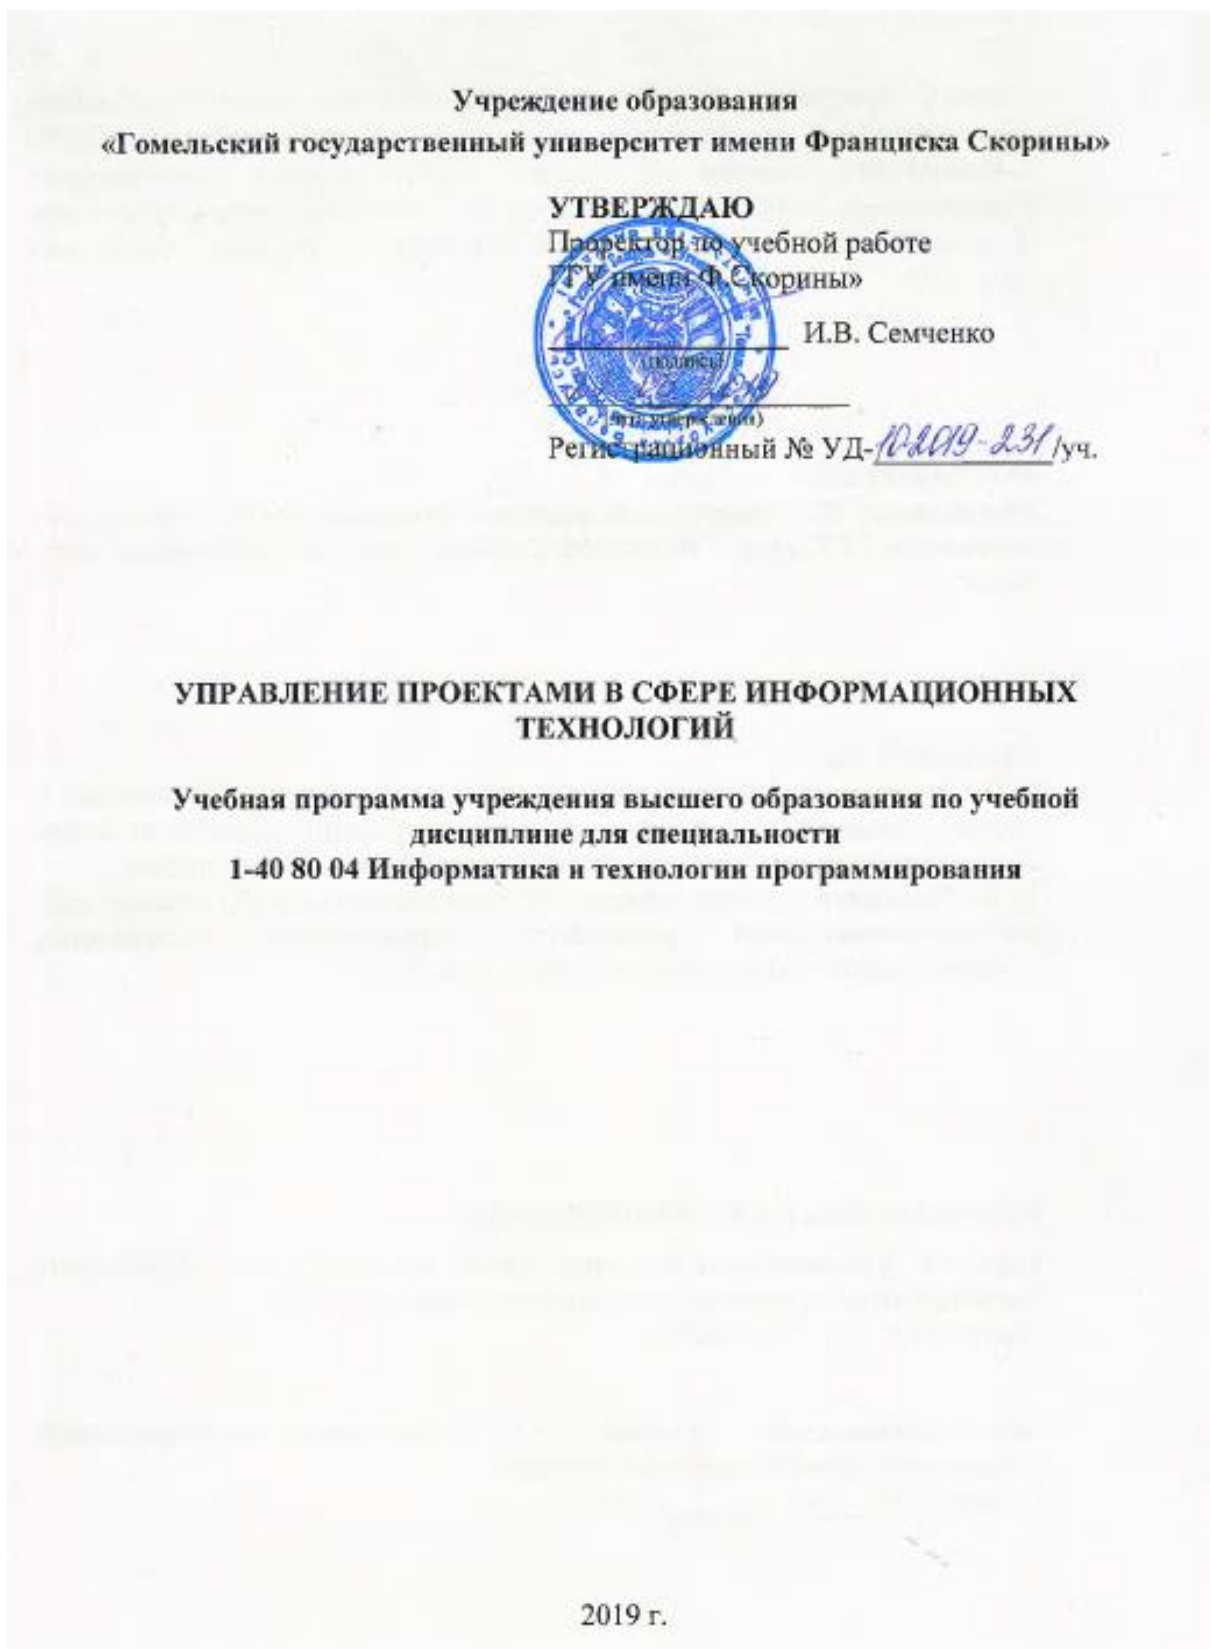 Учреждение образования
«Гомельский государственный университет имени Франциска Скорины»
УТВЕРЖДАЮ
Проректор по учебной работе
ГГУ имени Ф.Скорины»
И.В. Семченко
(подпись)
(дата утверждения)
Регистрационный № УД-10-2019-231/уч.
УПРАВЛЕНИЕ ПРОЕКТАМИ В СФЕРЕ ИНФОРМАЦИОННЫХ
ТЕХНОЛОГИЙ
Учебная программа учреждения высшего образования по учебной
дисциплине для специальности
1-40 80 04 Информатика и технологии программирования
2019 г.